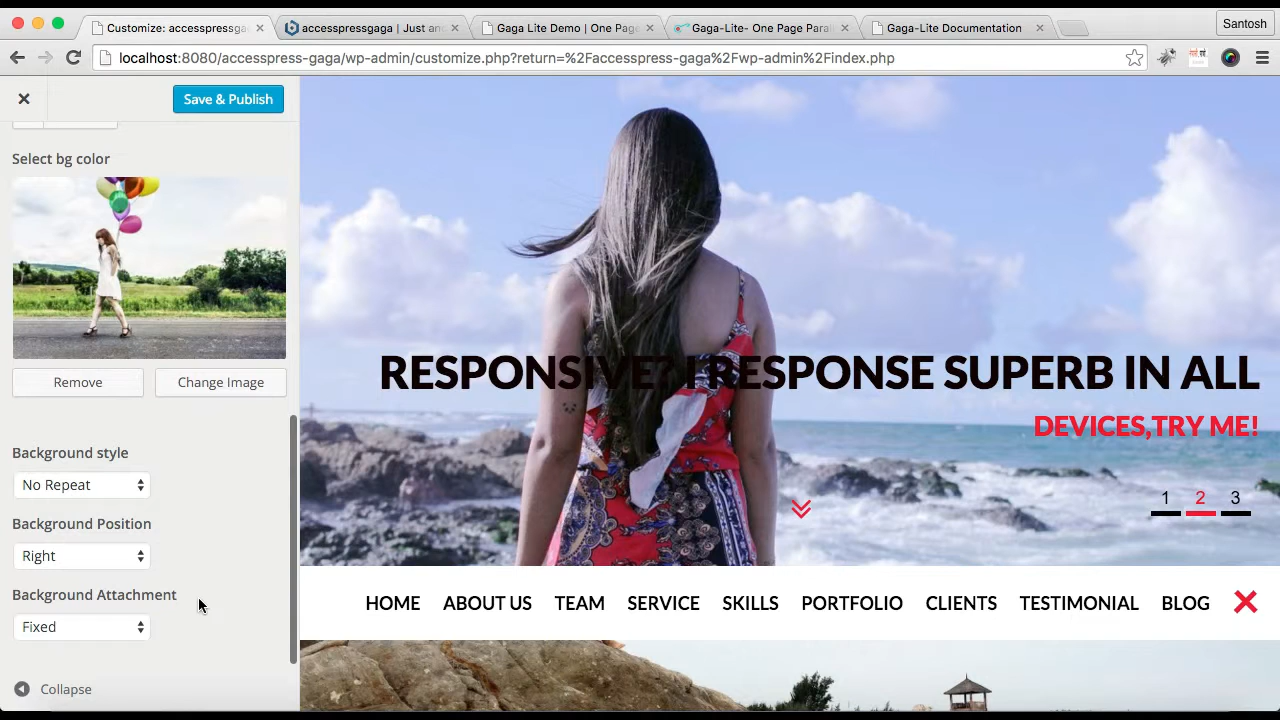 Customize: accesspressga
accesspressgaga | Just an
Gaga Lite Demo | One Page
Gaga-Lite- One Page Paral
Gaga-Lite Documentation
Santosh
localhost:8080/accesspress-gaga/wp-admin/customize.php?return=%2Faccesspress-gaga%2Fwp-admin%2Findex.php
Save & Publish
Select bg color
Remove
Change Image
Background style
No Repeat
Background Position
Right
Background Attachment
Fixed
Collapse
RESPONSIVE? I RESPONSE SUPERB IN ALL
DEVICES,TRY ME!
1 2 3
HOME ABOUT US TEAM SERVICE SKILLS PORTFOLIO CLIENTS TESTIMONIAL BLOG